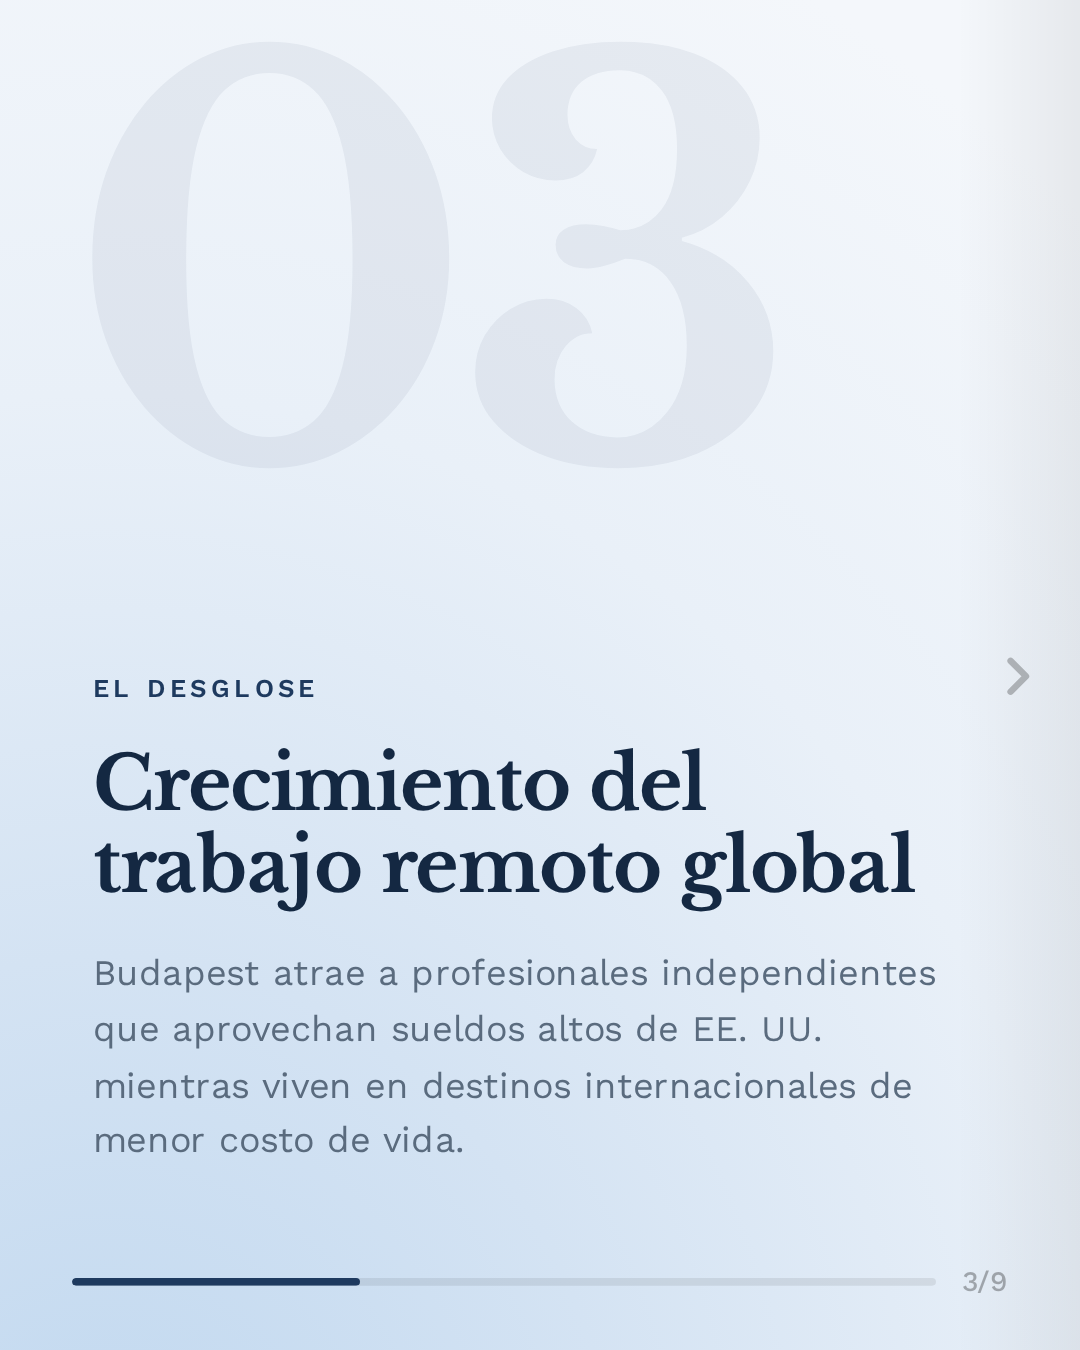 03
EL DESGLOSE
Crecimiento del
trabajo remoto global
Budapest atrae a profesionales independientes
que aprovechan sueldos altos de EE. UU.
mientras viven en destinos internacionales de
menor costo de vida.
3/9